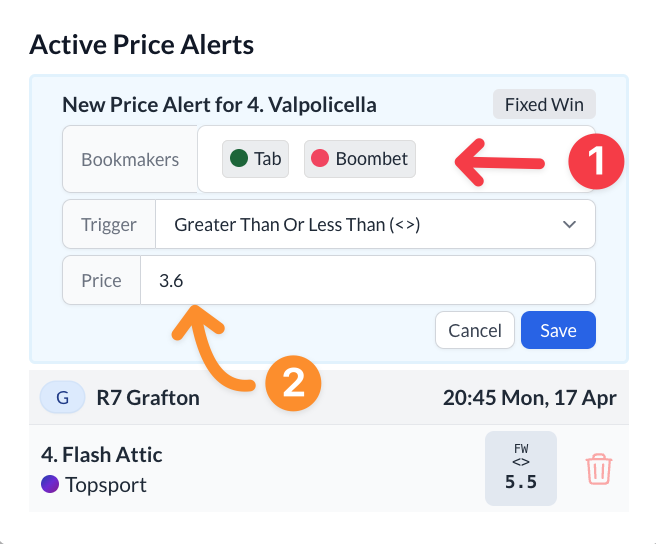 Active Price Alerts
New Price Alert for 4. Valpolicella Fixed Win
Bookmakers Tab Boombet 1
Trigger Greater Than Or Less Than (<>)
Price 3.6
Cancel Save
2
G R7 Grafton 20:45 Mon, 17 Apr
4. Flash Attic FW
<>
Topsport 5.5